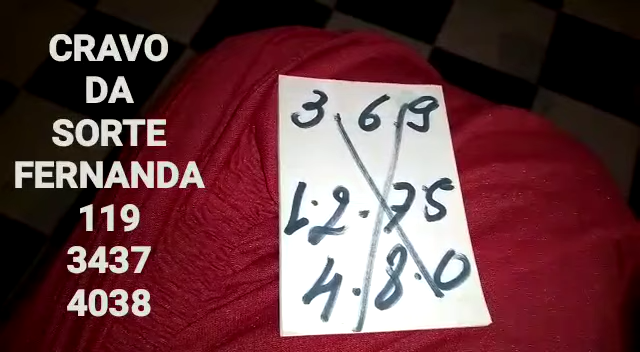 CRAVO
DA
SORTE
FERNANDA
119
3437
4038
3.6.9
1.2.75
4.8.0